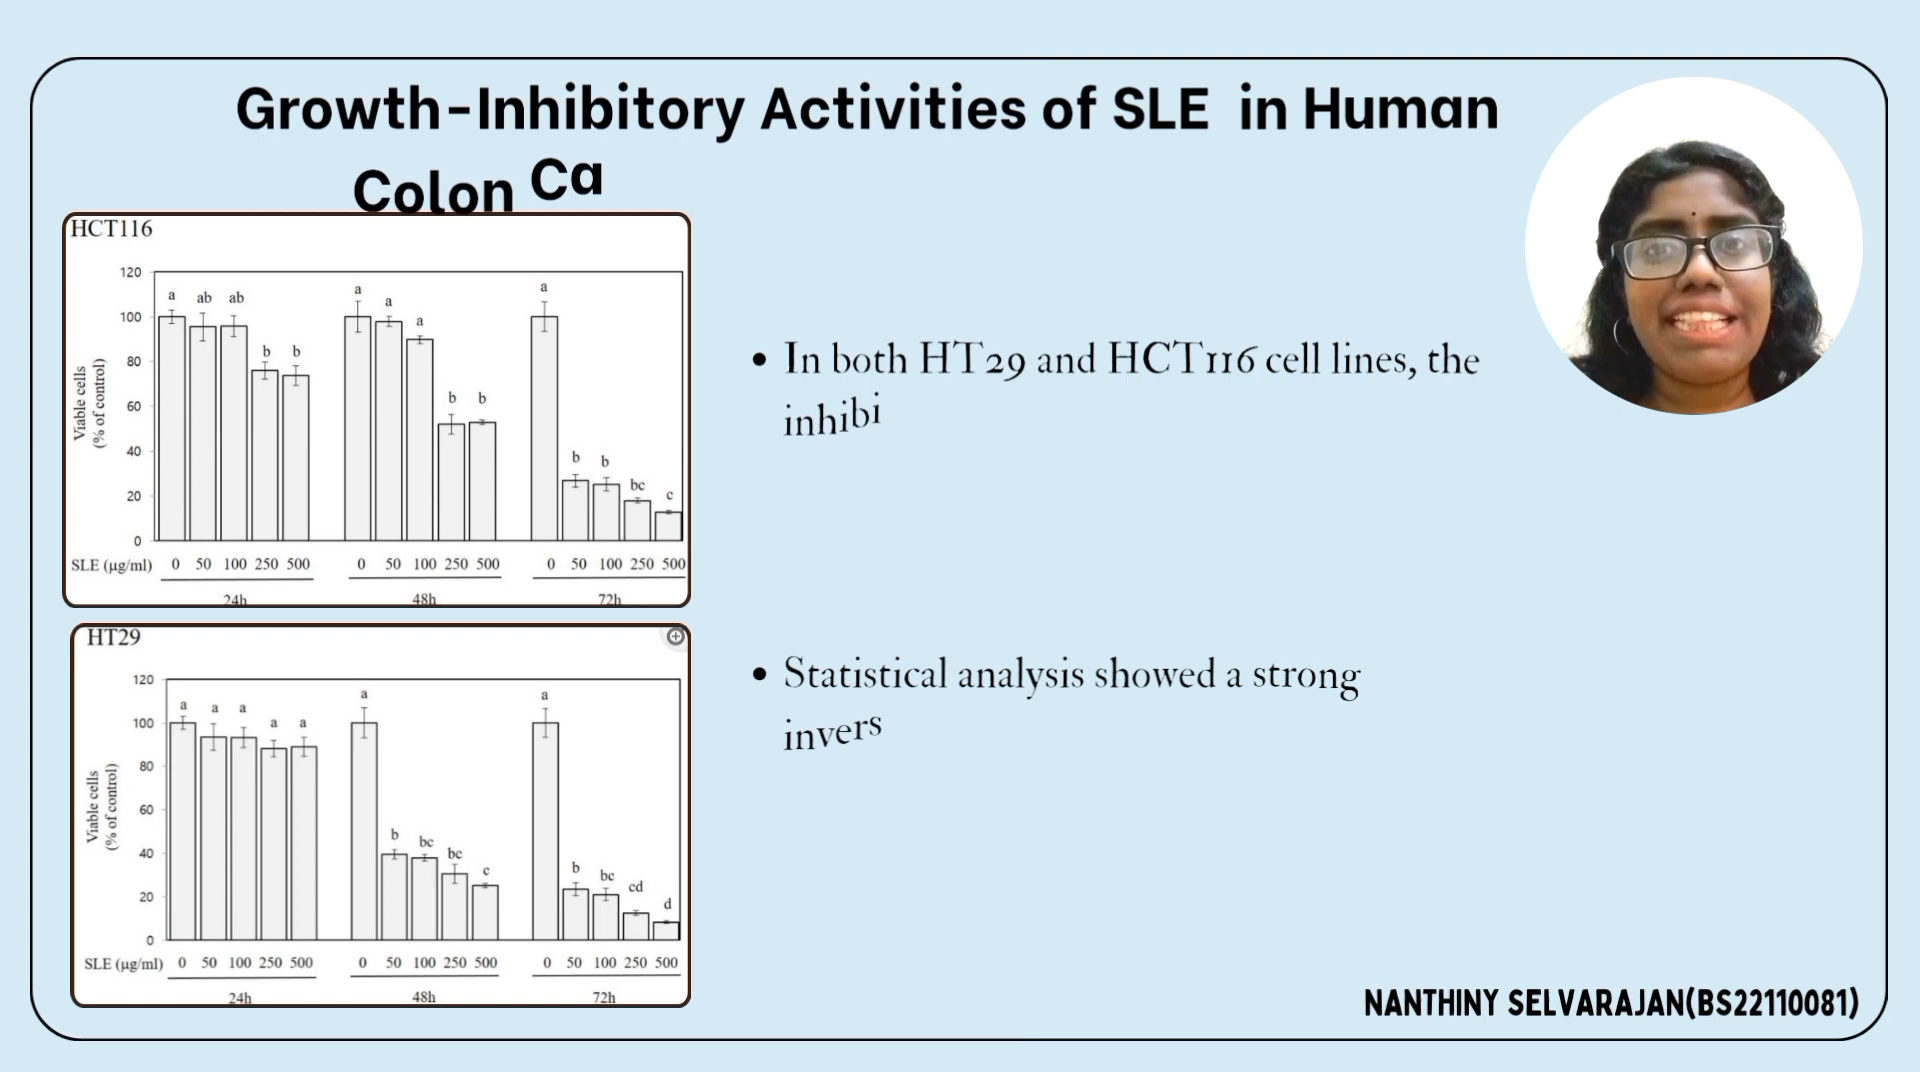 Growth-Inhibitory Activities of SLE in Human
Colon Ca
HCT116
120
100
80
60
40
20
0
Viable cells
(% of control)
a ab ab b b
a a a b b
a b b bc c
SLE (µg/ml) 0 50 100 250 500 0 50 100 250 500 0 50 100 250 500
24h 48h 72h
HT29
120
100
80
60
40
20
0
Viable cells
(% of control)
a a a a a
a b bc bc c
a b bc cd d
SLE (µg/ml) 0 50 100 250 500 0 50 100 250 500 0 50 100 250 500
24h 48h 72h
• In both HT29 and HCT116 cell lines, the
inhibi
• Statistical analysis showed a strong
invers
NANTHINY SELVARAJAN(BS22110081)